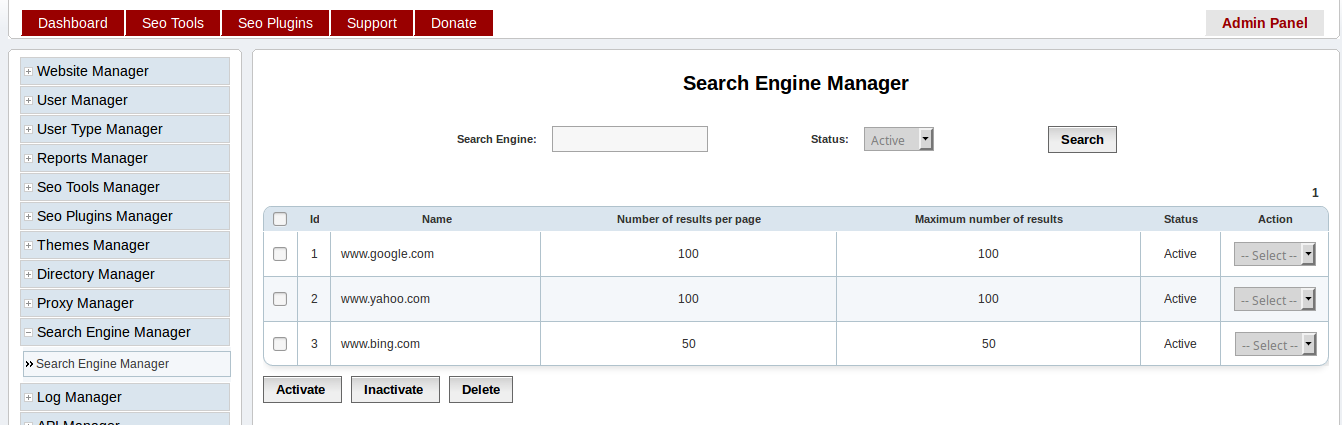 Dashboard Seo Tools Seo Plugins Support Donate Admin Panel
Website Manager
User Manager
User Type Manager
Reports Manager
Seo Tools Manager
Seo Plugins Manager
Themes Manager
Directory Manager
Proxy Manager
Search Engine Manager
Search Engine Manager
Log Manager
API Manager
Search Engine Manager
Search Engine: Status: Active Search
1
Id Name Number of results per page Maximum number of results Status Action
1 www.google.com 100 100 Active -- Select --
2 www.yahoo.com 100 100 Active -- Select --
3 www.bing.com 50 50 Active -- Select --
Activate Inactivate Delete